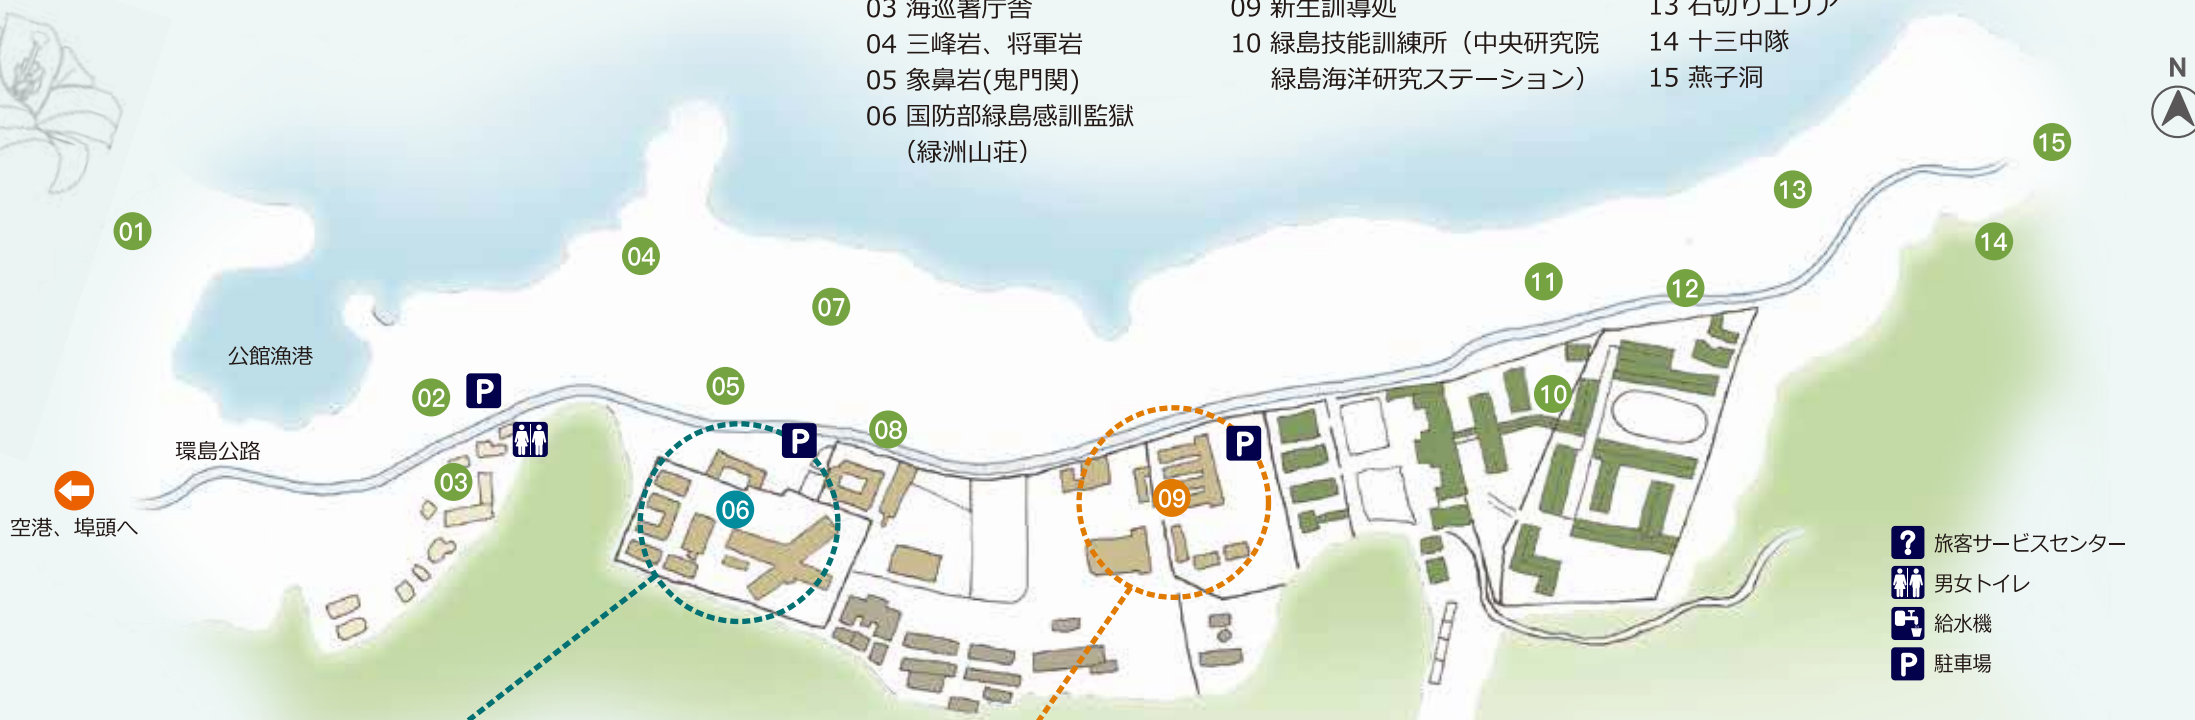 03 海巡署庁舎
04 三峰岩、将軍岩
05 象鼻岩(鬼門関)
06 国防部緑島感訓監獄
（緑洲山荘）
09 新生訓導処
10 緑島技能訓練所（中央研究院
緑島海洋研究ステーション）
13 石切りエリア
14 十三中隊
15 燕子洞
N
01
02
03
04
05
06
07
08
09
10
11
12
13
14
15
公館漁港
環島公路
空港、埠頭へ
P
P
P
? 旅客サービスセンター
男女トイレ
給水機
P 駐車場